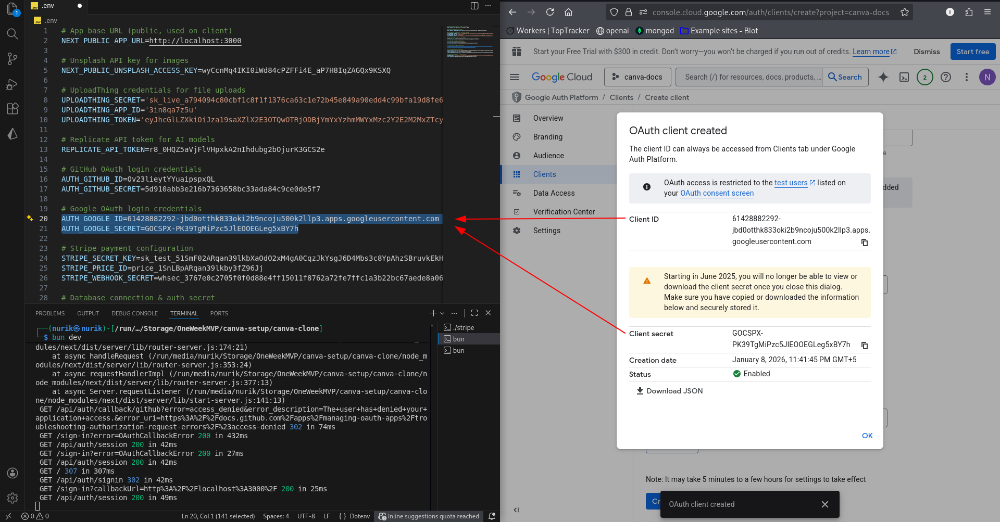 .env
.env
1 # App base URL (public, used on client)
2 NEXT_PUBLIC_APP_URL=http://localhost:3000
3
4 # Unsplash API key for images
5 NEXT_PUBLIC_UNSPLASH_ACCESS_KEY=wyCcnMq4IKI0iWd84cPZFFi4E_aP7H8IqZAGQx9KSXQ
6
7 # UploadThing credentials for file uploads
8 UPLOADTHING_SECRET='sk_live_a794094c80cbf1c8f1f1376ca63c1e72b45e849a90edd4c99bfa19d8fe6
9 UPLOADTHING_APP_ID='3in8qa7z5u'
10 UPLOADTHING_TOKEN='eyJhcGlLZXkiOiJza19saXZlX2E3OTQwOTRjODBjYmYxYzhmMWYxMzc2Y2E2M2MxZTcy
11
12 # Replicate API token for AI models
13 REPLICATE_API_TOKEN=r8_0HQZ5aVjFlVHpxkA2nIhdubg2bOjurK3GCS2e
14
15 # GitHub OAuth login credentials
16 AUTH_GITHUB_ID=Ov23lieytYYuaipspxQL
17 AUTH_GITHUB_SECRET=5d910abb3e216b7363658bc33ada84c9ce0de5f7
18
19 # Google OAuth login credentials
20 AUTH_GOOGLE_ID=61428882292-jbd0otthk833oki2b9ncoju500k2llp3.apps.googleusercontent.com
21 AUTH_GOOGLE_SECRET=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
22
23 # Stripe payment configuration
24 STRIPE_SECRET_KEY=sk_test_51SmF02ARqan39lkbXaOdO2xM4gA0CqzJkYsgJ6D4Mbs3c8YpAhzSBruvkEkH
25 STRIPE_PRICE_ID=price_1SnLBpARqan39lkby3fZ96Jj
26 STRIPE_WEBHOOK_SECRET=whsec_3767e0c2705f0f0d88e4ff15011f8762a72fe7ffc1a3b22bc67aede8a06
27
28 # Database connection & auth secret
PROBLEMS OUTPUT DEBUG CONSOLE TERMINAL PORTS
(nurik㉿nurik)-[/run/…/Storage/OneWeekMVP/canva-setup/canva-clone]
$ bun dev
dules/next/dist/server/lib/router-server.js:174:21)
at async handleRequest (/run/media/nurik/Storage/OneWeekMVP/canva-setup/canva-clone/node_m
odules/next/dist/server/lib/router-server.js:353:24)
at async requestHandlerImpl (/run/media/nurik/Storage/OneWeekMVP/canva-setup/canva-clone/n
ode_modules/next/dist/server/lib/router-server.js:377:13)
at async Server.requestListener (/run/media/nurik/Storage/OneWeekMVP/canva-setup/canva-clo
ne/node_modules/next/dist/server/lib/start-server.js:141:13)
GET /api/auth/callback/github?error=access_denied&error_description=The+user+has+denied+your+
application+access.&error_uri=https%3A%2F%2Fdocs.github.com%2Fapps%2Fmanaging-oauth-apps%2Ftro
ubleshooting-authorization-request-errors%2F%23access-denied 302 in 74ms
GET /sign-in?error=OAuthCallbackError 200 in 432ms
GET /api/auth/session 200 in 42ms
GET /sign-in?error=OAuthCallbackError 200 in 27ms
GET /api/auth/session 200 in 42ms
GET / 307 in 307ms
GET /api/auth/signin 302 in 42ms
GET /sign-in?callbackUrl=http%3A%2F%2Flocalhost%3A3000%2F 200 in 25ms
GET /api/auth/session 200 in 49ms
./stripe
bun
bun
0 0 Ln 20, Col 1 (141 selected) Spaces: 4 UTF-8 LF { } Dotenv Inline suggestions quota reached
console.cloud.google.com/auth/clients/create?project=canva-docs
Workers | TopTracker openai mongod Example sites - Blot
Start your Free Trial with $300 in credit. Don't worry—you won't be charged if you run out of credits. Learn more Dismiss Start free
Google Cloud canva-docs Search (/) for resources, docs, products, ... Search 2 N
Google Auth Platform / Clients / Create client
Overview
Branding
Audience
Clients
Data Access
Verification Center
Settings
OAuth client created
The client ID can always be accessed from Clients tab under Google
Auth Platform.
OAuth access is restricted to the test users listed on
your OAuth consent screen
Client ID 61428882292-
jbd0otthk833oki2b9ncoju500k2llp3.apps.
googleusercontent.com
Starting in June 2025, you will no longer be able to view or
download the client secret once you close this dialog.
Make sure you have copied or downloaded the information
below and securely stored it.
Client secret GOCSPX-
PK39TgMiPzc5JlEOOEGLeg5xBY7h
Creation date January 8, 2026, 11:41:45 PM GMT+5
Status Enabled
Download JSON
OK
Note: It may take 5 minutes to a few hours for settings to take effect
Cr
OAuth client created